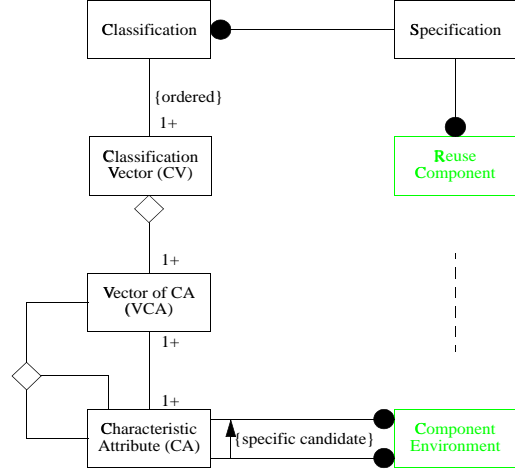 Classification
Specification
{ordered}
1+
Classification
Vector (CV)
Reuse
Component
1+
Vector of CA
(VCA)
1+
1+
Characteristic
Attribute (CA)
{specific candidate}
Component
Environment